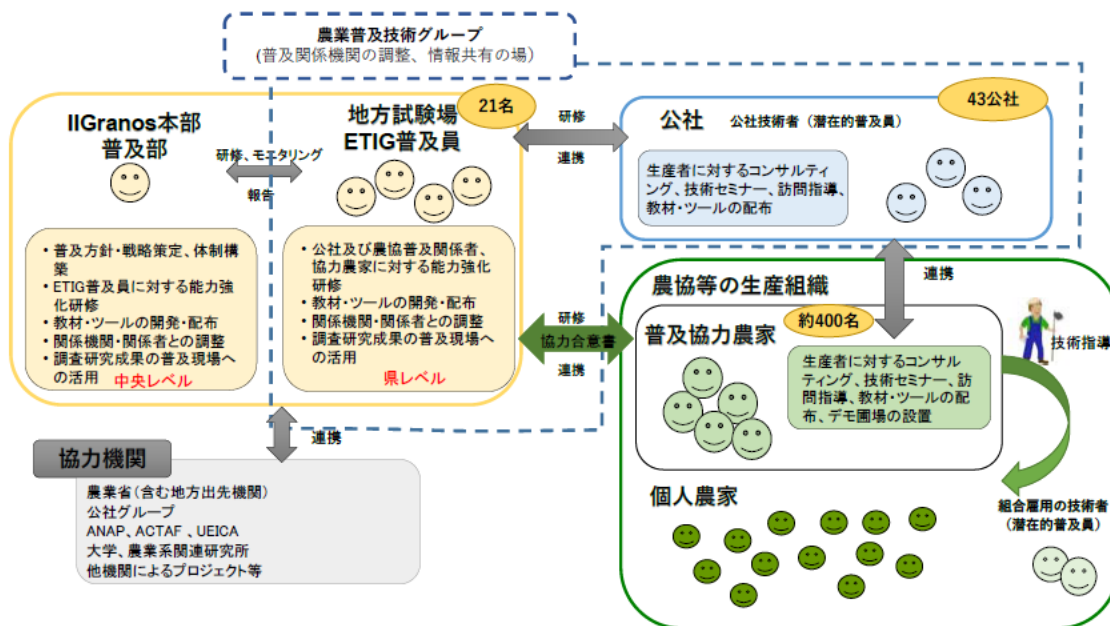 農業普及技術グループ
(普及関係機関の調整、情報共有の場)
IIGranos本部
普及部
研修、モニタリング
報告
地方試験場
ETIG普及員
21名
• 普及方針・戦略策定、体制構
築
• ETIG普及員に対する能力強
化研修
• 教材・ツールの開発・配布
• 関係機関・関係者との調整
• 調査研究成果の普及現場へ
の活用
中央レベル
• 公社及び農協普及関係者、
協力農家に対する能力強化
研修
• 教材・ツールの開発・配布
• 関係機関・関係者との調整
• 調査研究成果の普及現場へ
の活用
県レベル
研修
連携
公社
公社技術者（潜在的普及員）
43公社
生産者に対するコンサルティ
ング、技術セミナー、訪問指導、
教材・ツールの配布
連携
研修
協力合意書
連携
農協等の生産組織
普及協力農家
約400名
生産者に対するコンサル
ティング、技術セミナー、訪
問指導、教材・ツールの配
布、デモ圃場の設置
技術指導
個人農家
組合雇用の技術者
（潜在的普及員）
連携
協力機関
農業省(含む地方出先機関)
公社グループ
ANAP、ACTAF 、UEICA
大学、農業系関連研究所
他機関によるプロジェクト等